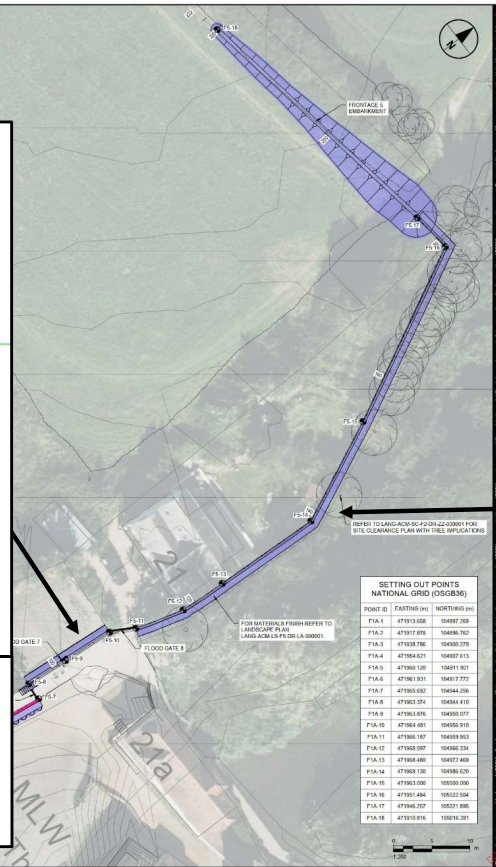 F5-18
N
FRONTAGE 5
EMBANKMENT
F5-17
F5-16
F5-15
F5-14
REFER TO LANG-ACM-SC-F2-DR-ZZ-000001 FOR
SITE CLEARANCE PLAN WITH TREE IMPLICATIONS
21
F5-13
F5-12
FOR MATERIALS FINISH REFER TO
LANDSCAPE PLAN
LANG-ACM-LS-F5-DR-LA-000001
F5-11
F5-10
FLOOD GATE 8
OD GATE 7
F5-9
F5-8
F5-7
21a
MLW
Th
SETTING OUT POINTS
NATIONAL GRID (OSGB36)
POINT ID EASTING (m) NORTHING (m)
F1A-1 471913.658 104897.269
F1A-2 471917.878 104896.762
F1A-3 471938.786 104900.279
F1A-4 471954.621 104907.613
F1A-5 471960.120 104911.901
F1A-6 471961.931 104917.772
F1A-7 471965.692 104944.256
F1A-8 471963.374 104944.410
F1A-9 471963.876 104950.077
F1A-10 471964.481 104956.910
F1A-11 471966.187 104959.953
F1A-12 471968.097 104966.334
F1A-13 471968.480 104972.469
F1A-14 471969.136 104986.620
F1A-15 471963.000 105000.000
F1A-16 471951.484 105022.504
F1A-17 471946.257 105021.895
F1A-18 471910.816 105016.281
0 5 10
m
1:200